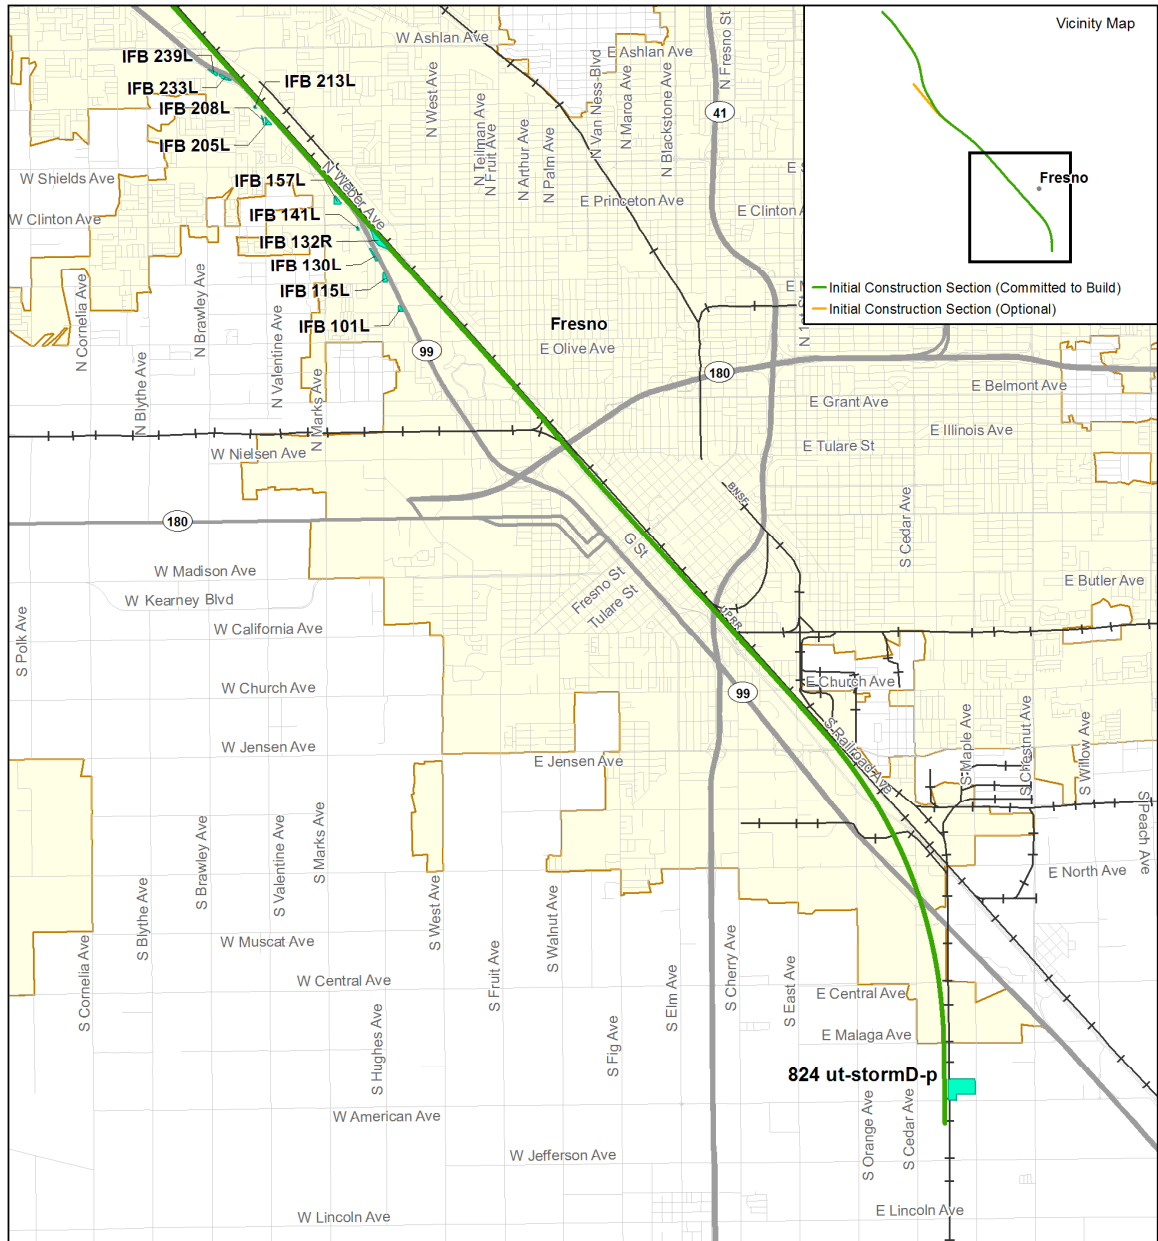 Vicinity Map
Fresno
Initial Construction Section (Committed to Build)
Initial Construction Section (Optional)
W Ashlan Ave
E Ashlan Ave
N Fresno St
IFB 239L
IFB 233L
IFB 213L
IFB 208L
IFB 205L
41
N West Ave
N Teilman Ave
N Fruit Ave
N Arthur Ave
N Palm Ave
N Van Ness-Blvd
N Maroa Ave
N Blackstone Ave
W Shields Ave
IFB 157L
N Weber Ave
E Princeton Ave
W Clinton Ave
E Clinton A
IFB 141L
IFB 132R
IFB 130L
IFB 115L
IFB 101L
N Cornelia Ave
N Brawley Ave
N Valentine Ave
N Blythe Ave
N Marks Ave
Fresno
E Olive Ave
99
180
E Belmont Ave
E Grant Ave
E Illinois Ave
E Tulare St
W Nielsen Ave
BNSF
S Cedar Ave
180
G St
W Madison Ave
Fresno St
Tulare St
E Butler Ave
W Kearney Blvd
UPRR
W California Ave
S Polk Ave
W Church Ave
E Church Ave
99
S Railroad Ave
S Maple Ave
S Chestnut Ave
S Willow Ave
S Peach Ave
W Jensen Ave
E Jensen Ave
S Brawley Ave
S Valentine Ave
S Marks Ave
E North Ave
S Blythe Ave
S West Ave
S Walnut Ave
W Muscat Ave
S Cornelia Ave
W Central Ave
S Fruit Ave
S Elm Ave
S Cherry Ave
S East Ave
E Central Ave
S Hughes Ave
S Fig Ave
E Malaga Ave
824 ut-stormD-p
W American Ave
S Orange Ave
S Cedar Ave
W Jefferson Ave
W Lincoln Ave
E Lincoln Ave